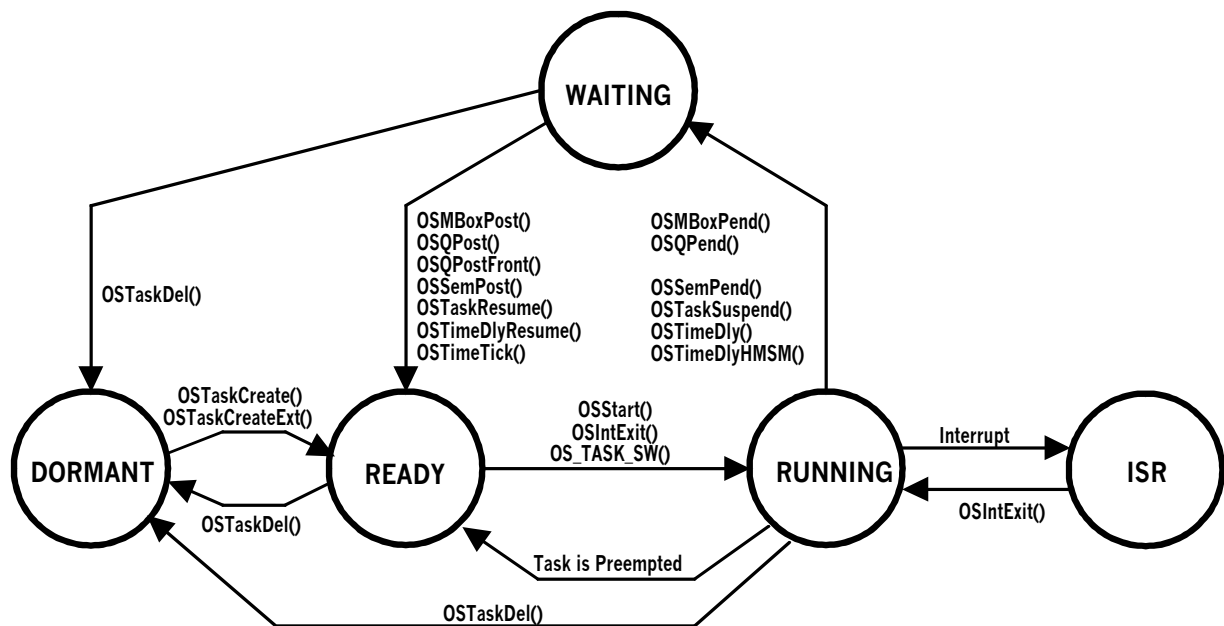 WAITING
OSMBoxPost()
OSQPost()
OSQPostFront()
OSSemPost()
OSTaskResume()
OSTimeDlyResume()
OSTimeTick()
OSMBoxPend()
OSQPend()
OSSemPend()
OSTaskSuspend()
OSTimeDly()
OSTimeDlyHMSM()
OSTaskDel()
OSTaskCreate()
OSTaskCreateExt()
OSStart()
OSIntExit()
OS_TASK_SW()
Interrupt
DORMANT
READY
RUNNING
ISR
OSTaskDel()
OSIntExit()
Task is Preempted
OSTaskDel()